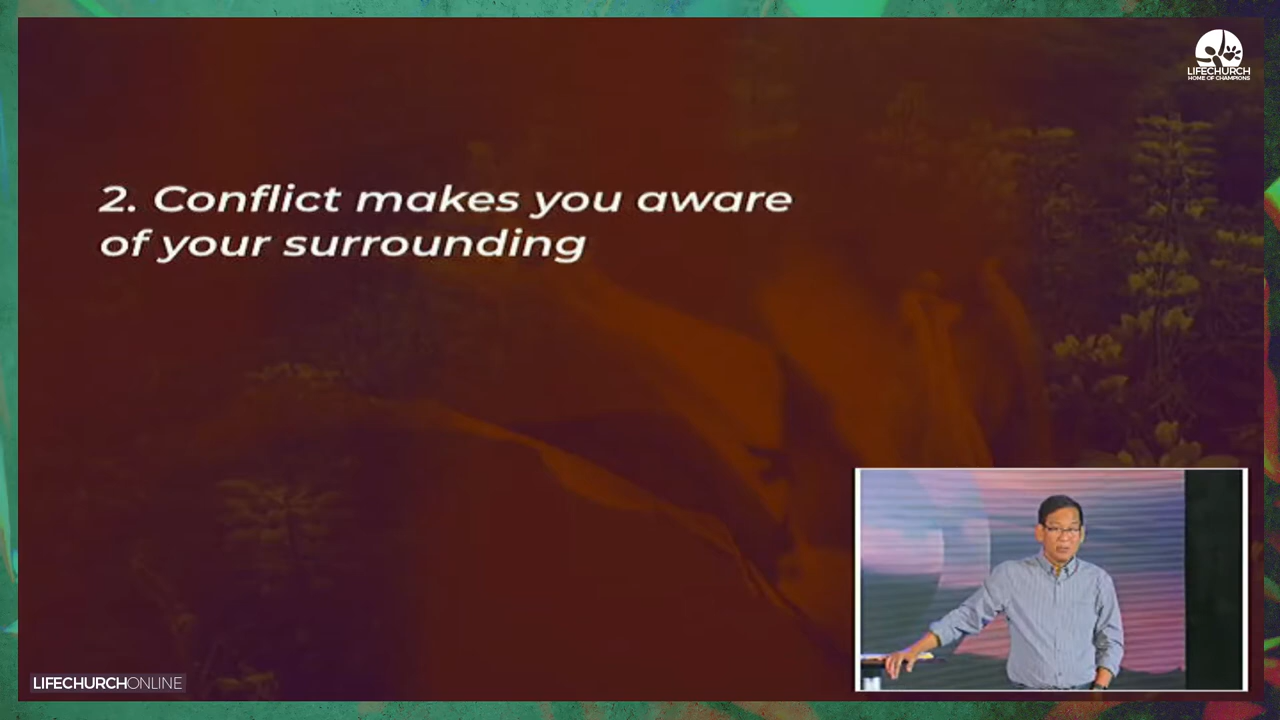 LIFECHURCH
HOME OF CHAMPIONS
2. Conflict makes you aware
of your surrounding
LIFECHURCHONLINE